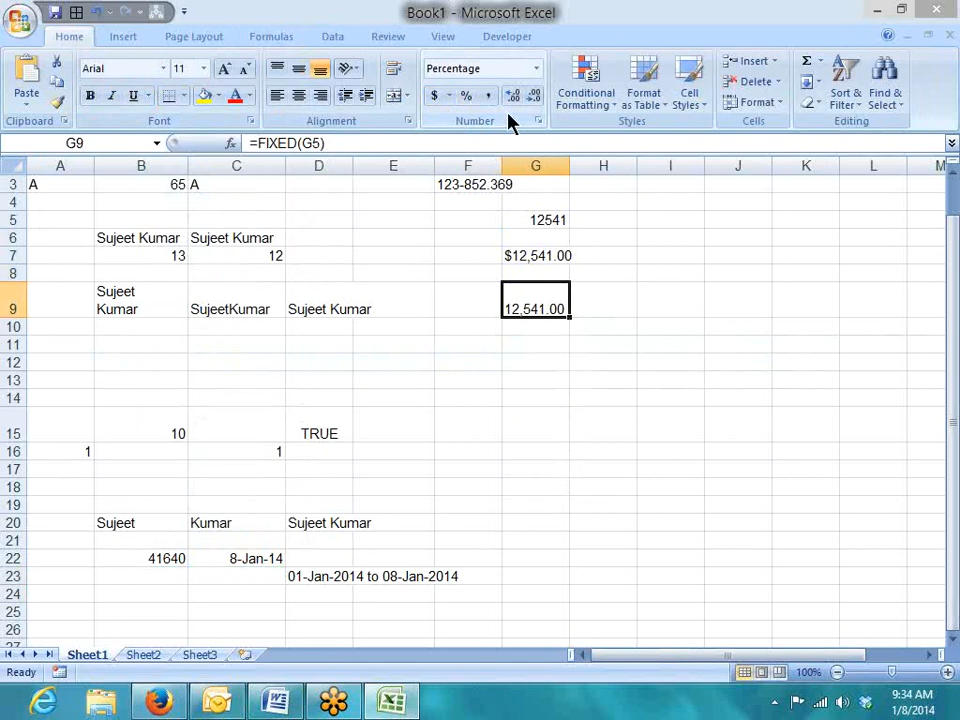 Book1 - Microsoft Excel
Home Insert Page Layout Formulas Data Review View Developer
Paste
Arial 11
B I U
Percentage
$ % ,
Conditional Formatting
Format as Table
Cell Styles
Insert
Delete
Format
Σ
Sort & Filter
Find & Select
Clipboard Font Alignment Number Styles Cells Editing
G9 fx =FIXED(G5)
A B C D E F G H I J K L M
3 A 65 A 123-852.369
4
5 12541
6 Sujeet Kumar Sujeet Kumar
7 13 12 $12,541.00
8
Sujeet
9 Kumar SujeetKumar Sujeet Kumar 12,541.00
10
11
12
13
14
15 10 TRUE
16 1 1
17
18
19
20 Sujeet Kumar Sujeet Kumar
21
22 41640 8-Jan-14
23 01-Jan-2014 to 08-Jan-2014
24
25
26
27
Sheet1 Sheet2 Sheet3
Ready 100%
9:34 AM
1/8/2014